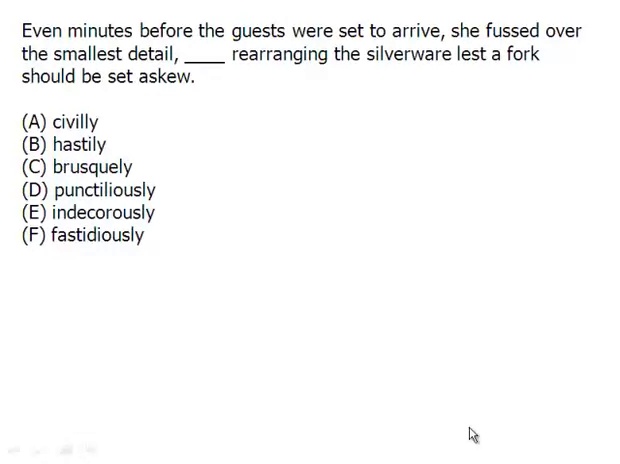 Even minutes before the guests were set to arrive, she fussed over
the smallest detail, ____ rearranging the silverware lest a fork
should be set askew.
(A) civilly
(B) hastily
(C) brusquely
(D) punctiliously
(E) indecorously
(F) fastidiously